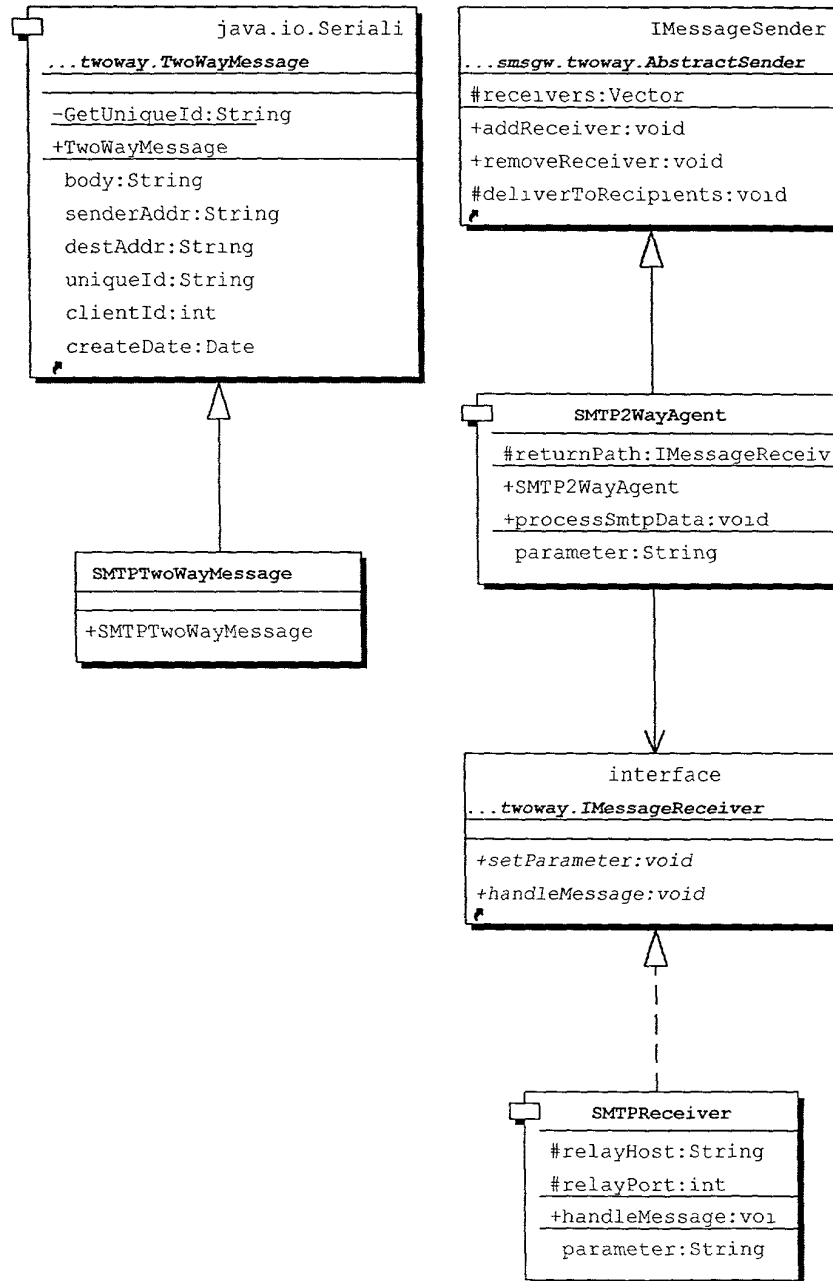 java.io.Seriali
...twoway.TwoWayMessage
-GetUniqueId:String
+TwoWayMessage
body:String
senderAddr:String
destAddr:String
uniqueId:String
clientId:int
createDate:Date
SMTPTwoWayMessage
+SMTPTwoWayMessage
IMessageSender
...smsgw.twoway.AbstractSender
#receivers:Vector
+addReceiver:void
+removeReceiver:void
#deliverToRecipients:void
SMTP2WayAgent
#returnPath:IMessageReceiv
+SMTP2WayAgent
+processSmtpData:void
parameter:String
interface
...twoway.IMessageReceiver
+setParameter:void
+handleMessage:void
SMTPReceiver
#relayHost:String
#relayPort:int
+handleMessage:voi
parameter:String